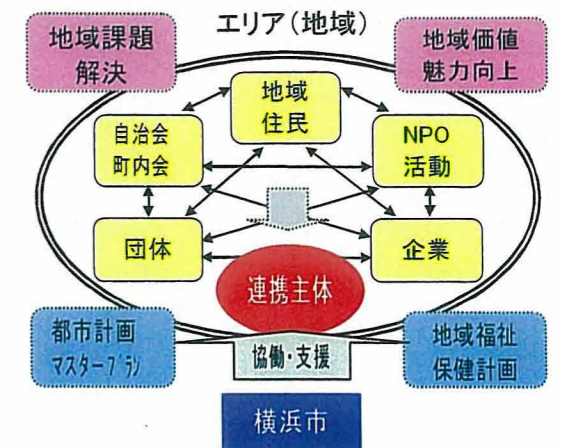 エリア(地域)
地域課題
解決
地域価値
魅力向上
地域
住民
自治会
町内会
NPO
活動
団体
企業
連携主体
都市計画
マスタープラン
地域福祉
保健計画
協働・支援
横浜市